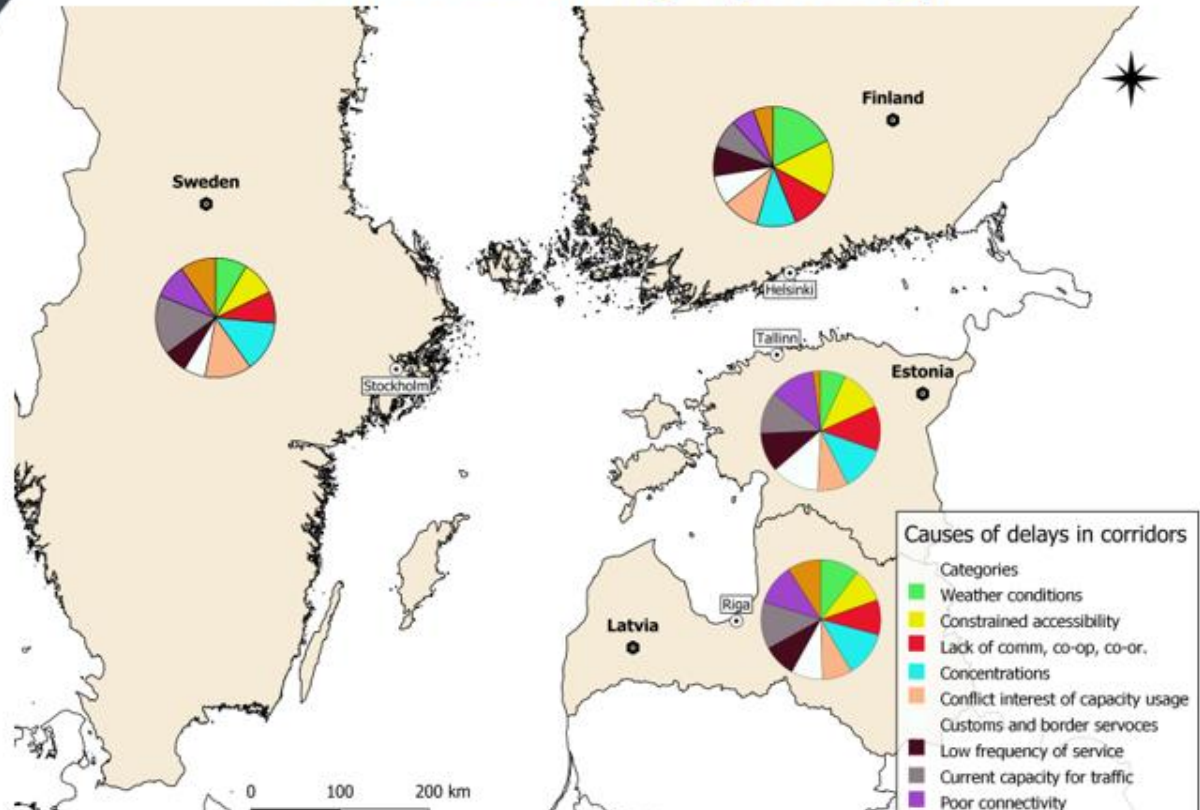 Finland
Sweden
Helsinki
Tallinn
Stockholm
Estonia
Causes of delays in corridors
Categories
Weather conditions
Constrained accessibility
Riga
Lack of comm, co-op, co-or.
Latvia
Concentrations
Conflict interest of capacity usage
Customs and border servoces
Low frequency of service
Current capacity for traffic
Poor connectivity
0 100 200 km